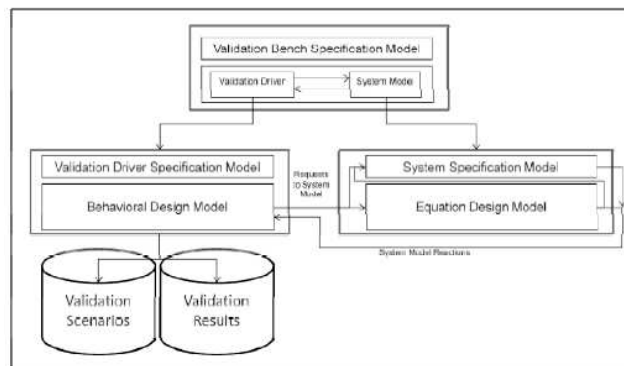 Validation Bench Specification Model
Validation Driver
System Model
Validation Driver Specification Model
Behavioral Design Model
Requests
to System
Model
System Specification Model
Equation Design Model
System Model Reactions
Validation
Scenarios
Validation
Results